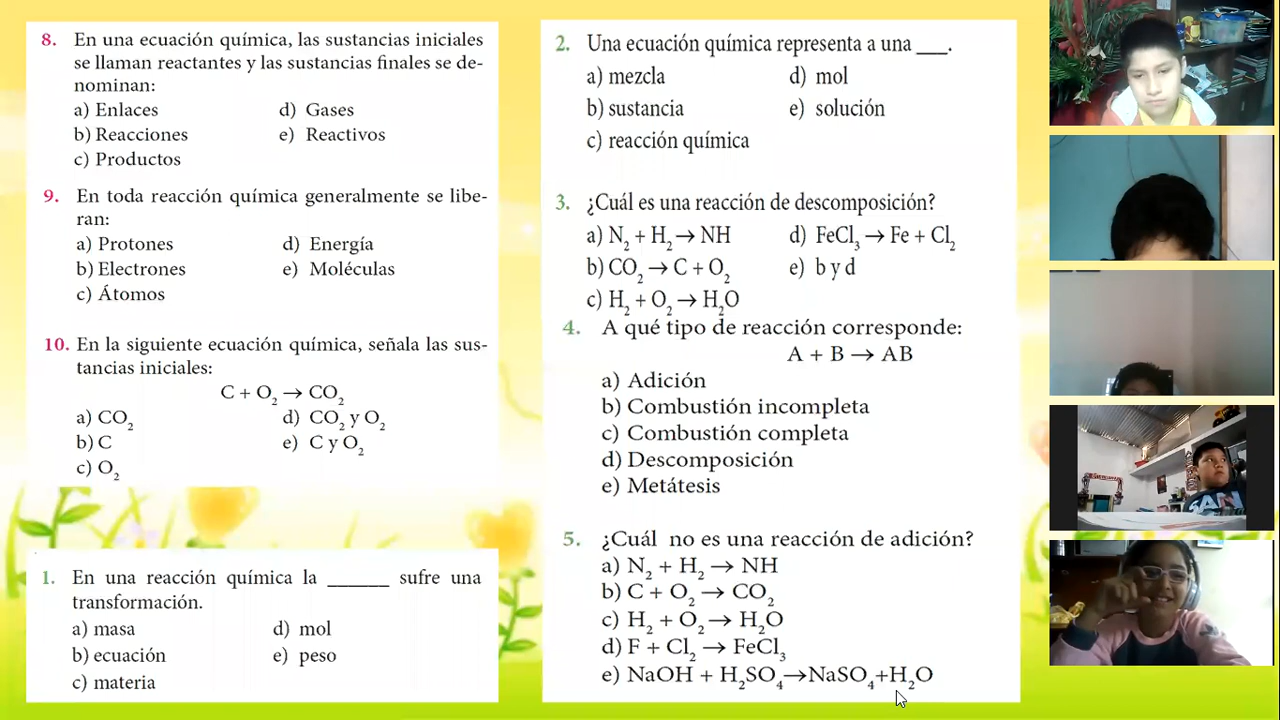 8. En una ecuación química, las sustancias iniciales
se llaman reactantes y las sustancias finales se de-
nominan:
a) Enlaces d) Gases
b) Reacciones e) Reactivos
c) Productos
9. En toda reacción química generalmente se libe-
ran:
a) Protones d) Energía
b) Electrones e) Moléculas
c) Átomos
10. En la siguiente ecuación química, señala las sus-
tancias iniciales:
C + O₂ → CO₂
a) CO₂ d) CO₂ y O₂
b) C e) C y O₂
c) O₂
1. En una reacción química la ______ sufre una
transformación.
a) masa d) mol
b) ecuación e) peso
c) materia
2. Una ecuación química representa a una ___.
a) mezcla d) mol
b) sustancia e) solución
c) reacción química
3. ¿Cuál es una reacción de descomposición?
a) N₂ + H₂ → NH d) FeCl₃ → Fe + Cl₂
b) CO₂ → C + O₂ e) b y d
c) H₂ + O₂ → H₂O
4. A qué tipo de reacción corresponde:
A + B → AB
a) Adición
b) Combustión incompleta
c) Combustión completa
d) Descomposición
e) Metátesis
5. ¿Cuál no es una reacción de adición?
a) N₂ + H₂ → NH
b) C + O₂ → CO₂
c) H₂ + O₂ → H₂O
d) F + Cl₂ → FeCl₃
e) NaOH + H₂SO₄→NaSO₄+H₂O